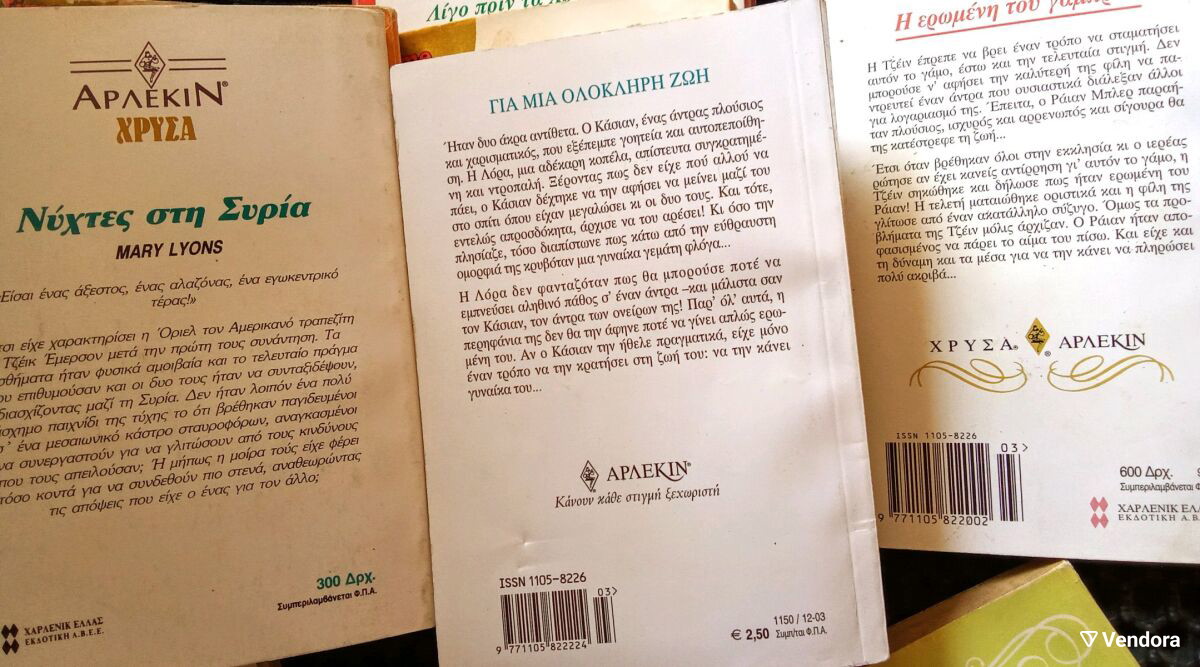 ΑΡΛΕΚΙΝ®
ΧΡΥΣΑ
Νύχτες στη Συρία
MARY LYONS
«Είσαι ένας άξεστος, ένας αλαζόνας, ένα εγωκεντρικό
τέρας!»
τσι είχε χαρακτηρίσει η Όριελ τον Αμερικανό τραπεζίτη
Τζέικ Έμερσον μετά την πρώτη τους συνάντηση. Τα
σθήματα ήταν φυσικά αμοιβαία και το τελευταίο πράγμα
ου επιθυμούσαν και οι δυο τους ήταν να συνταξιδέψουν,
διασχίζοντας μαζί τη Συρία. Δεν ήταν λοιπόν ένα πολύ
άσχημο παιχνίδι της τύχης το ότι βρέθηκαν παγιδευμένοι
σ' ένα μεσαιωνικό κάστρο σταυροφόρων, αναγκασμένοι
να συνεργαστούν για να γλιτώσουν από τους κινδύνους
που τους απειλούσαν; Ή μήπως η μοίρα τούς είχε φέρει
τόσο κοντά για να συνδεθούν πιο στενά, αναθεωρώντας
τις απόψεις που είχε ο ένας για τον άλλο;
300 Δρχ.
Συμπεριλαμβάνεται Φ.Π.Α.
ΧΑΡΛΕΝΙΚ ΕΛΛΑΣ
ΕΚΔΟΤΙΚΗ Α.Β.Ε.Ε.
Λίγο πριν τα
ΓΙΑ ΜΙΑ ΟΛΟΚΛΗΡΗ ΖΩΗ
Ήταν δυο άκρα αντίθετα. Ο Κάσιαν, ένας άντρας πλούσιος
και χαρισματικός, που εξέπεμπε γοητεία και αυτοπεποίθη-
ση. Η Λόρα, μια αδέκαρη κοπέλα, απίστευτα συγκρατημέ-
νη και ντροπαλή. Ξέροντας πως δεν είχε πού αλλού να
πάει, ο Κάσιαν δέχτηκε να την αφήσει να μείνει μαζί του
στο σπίτι όπου είχαν μεγαλώσει κι οι δυο τους. Και τότε,
εντελώς απροσδόκητα, άρχισε να του αρέσει! Κι όσο την
πλησίαζε, τόσο διαπίστωνε πως κάτω από την εύθραυστη
ομορφιά της κρυβόταν μια γυναίκα γεμάτη φλόγα...
Η Λόρα δεν φανταζόταν πως θα μπορούσε ποτέ να
εμπνεύσει αληθινό πάθος σ' έναν άντρα –και μάλιστα σαν
τον Κάσιαν, τον άντρα των ονείρων της! Παρ' όλ' αυτά, η
περηφάνια της δεν θα την άφηνε ποτέ να γίνει απλώς ερω-
μένη του. Αν ο Κάσιαν την ήθελε πραγματικά, είχε μόνο
έναν τρόπο να την κρατήσει στη ζωή του: να την κάνει
γυναίκα του...
ΑΡΛΕΚΙΝ®
Κάνουν κάθε στιγμή ξεχωριστή
ISSN 1105-8226
03>
9 771105 822224
1150 / 12-03
€ 2,50 Συμπ/ται Φ.Π.Α.
Η ερωμένη του γαμπρ
Η Τζέιν έπρεπε να βρει έναν τρόπο να σταματήσει
αυτόν το γάμο, έστω και την τελευταία στιγμή. Δεν
μπορούσε ν' αφήσει την καλύτερή της φίλη να πα-
ντρευτεί έναν άντρα που ουσιαστικά διάλεξαν άλλοι
για λογαριασμό της. Έπειτα, ο Ράιαν Μπλερ παραή-
ταν πλούσιος, ισχυρός και αρρενωπός και σίγουρα θα
της κατέστρεφε τη ζωή...
Έτσι όταν βρέθηκαν όλοι στην εκκλησία κι ο ιερέας
ρώτησε αν έχει κανείς αντίρρηση γι' αυτόν το γάμο, η
Τζέιν σηκώθηκε και δήλωσε πως ήταν ερωμένη του
Ράιαν! Η τελετή ματαιώθηκε οριστικά και η φίλη της
γλίτωσε από έναν ακατάλληλο σύζυγο. Όμως τα προ-
βλήματα της Τζέιν μόλις άρχιζαν. Ο Ράιαν ήταν απο-
φασισμένος να πάρει το αίμα του πίσω. Και είχε και
τη δύναμη και τα μέσα για να την κάνει να πληρώσει
πολύ ακριβά...
ΧΡΥΣΑ® ΑΡΛΕΚΙΝ
ISSN 1105-8226
03>
9 771105 822002
600 Δρχ.
Συμπεριλαμβάνεται Φ.Π
ΧΑΡΛΕΝΙΚ ΕΛΛΑ
ΕΚΔΟΤΙΚΗ Α.Β.Ε
Vendora